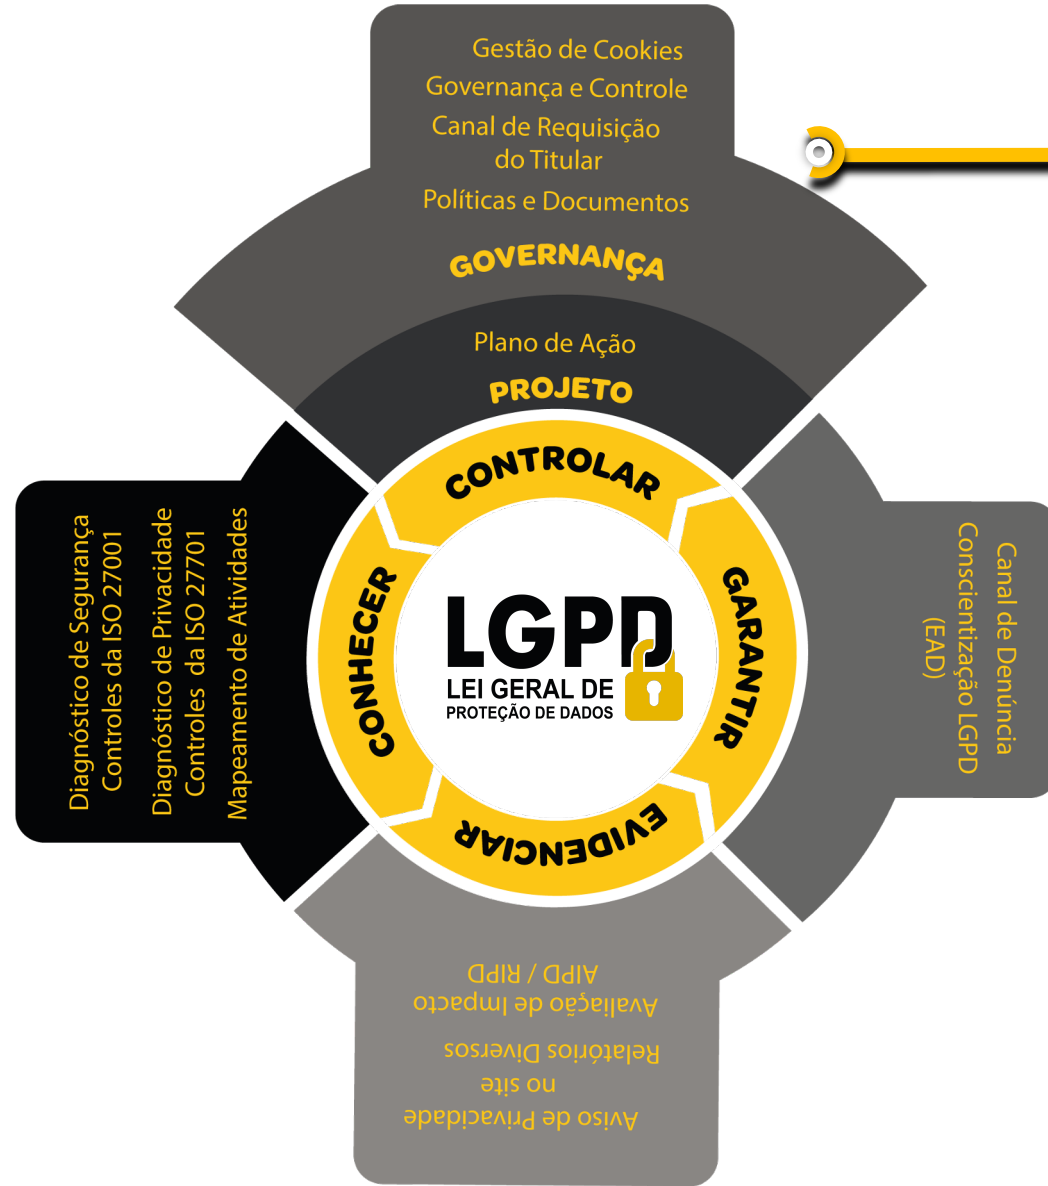 Gestão de Cookies
Governança e Controle
Canal de Requisição
do Titular
Políticas e Documentos
GOVERNANÇA
Plano de Ação
PROJETO
CONTROLAR
GARANTIR
EVIDENCIAR
CONHECER
LGPD
LEI GERAL DE
PROTEÇÃO DE DADOS
Diagnóstico de Segurança
Controles da ISO 27001
Diagnóstico de Privacidade
Controles da ISO 27701
Mapeamento de Atividades
Canal de Denúncia
Conscientização LGPD
(EAD)
Aviso de Privacidade
no site
Relatórios Diversos
Avaliação de Impacto
AIPD / RIPD